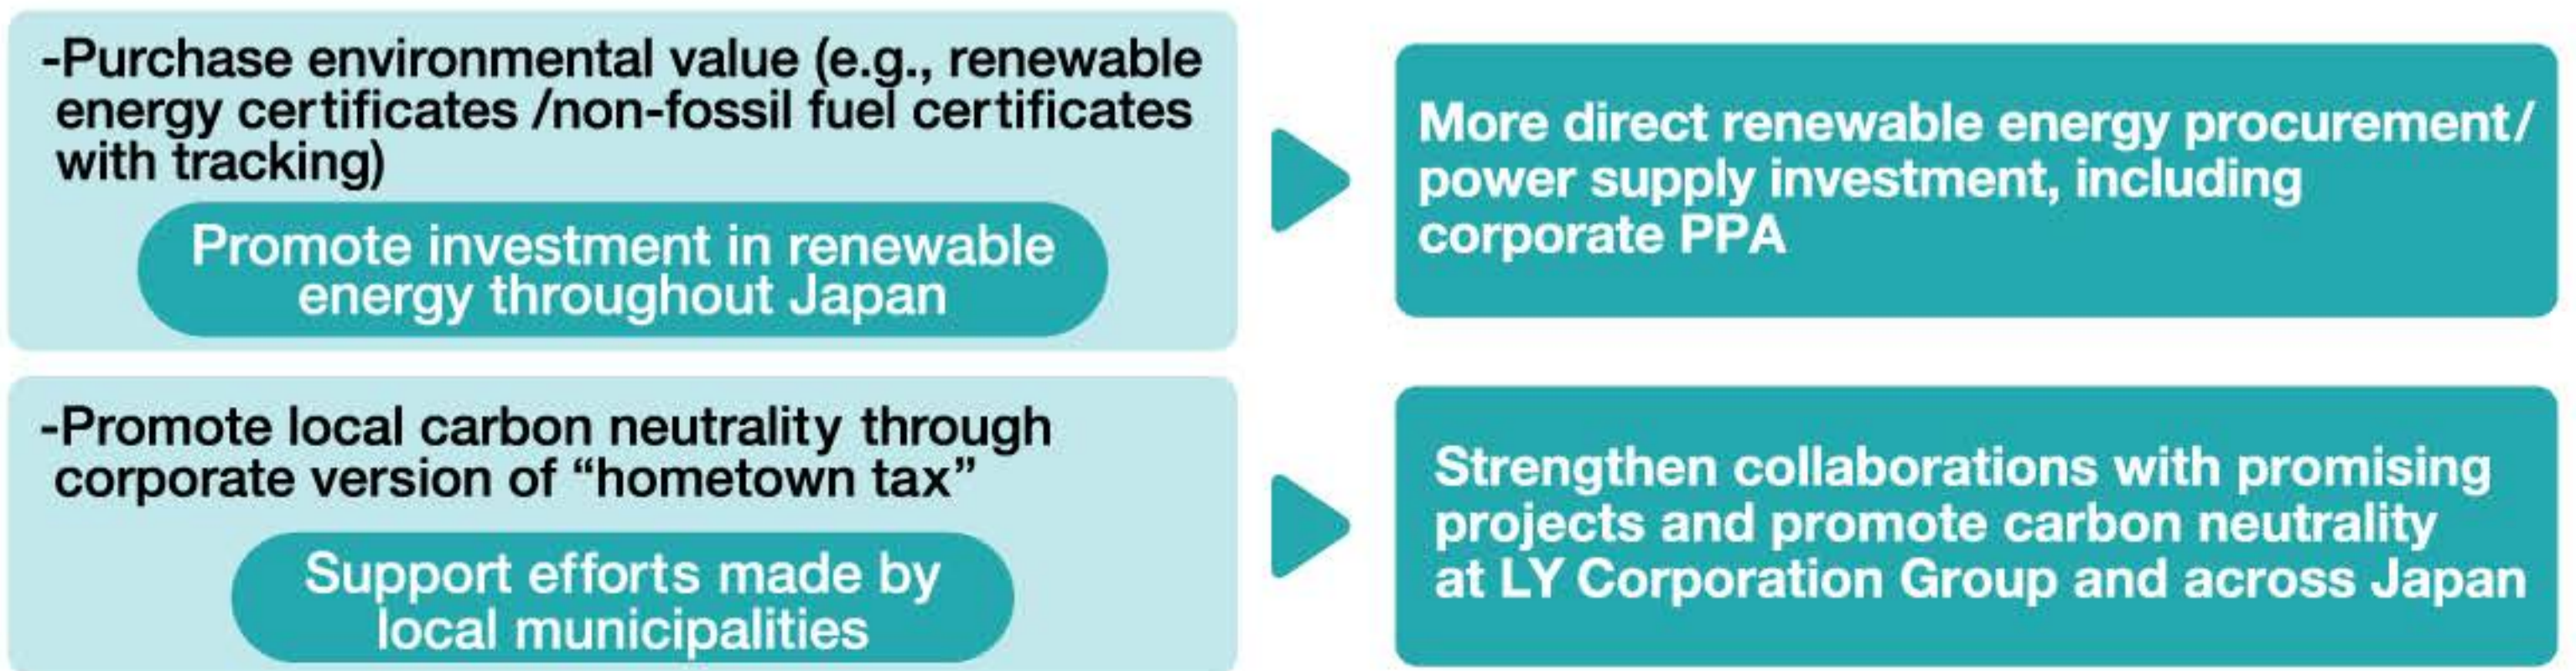 -Purchase environmental value (e.g., renewable
energy certificates /non-fossil fuel certificates
with tracking)
Promote investment in renewable
energy throughout Japan
More direct renewable energy procurement/
power supply investment, including
corporate PPA
-Promote local carbon neutrality through
corporate version of “hometown tax”
Support efforts made by
local municipalities
Strengthen collaborations with promising
projects and promote carbon neutrality
at LY Corporation Group and across Japan